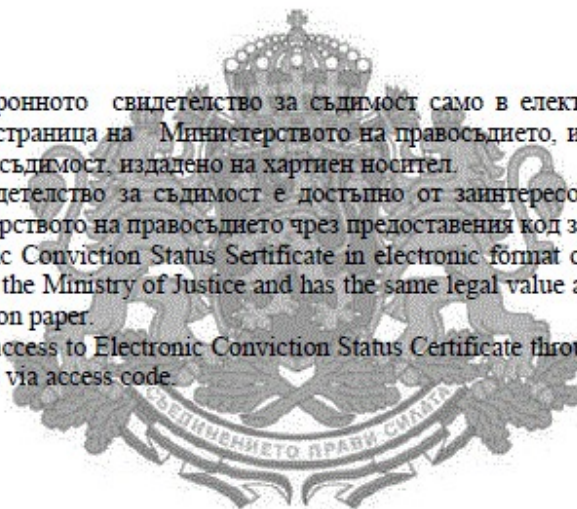 ронното свидетелство за съдимост само в елект
страница на Министерството на правосъдието, и
съдимост, издадено на хартиен носител.
детелство за съдимост е достъпно от заинтересо
рството на правосъдието чрез предоставения код з
ic Conviction Status Sertificate in electronic format c
the Ministry of Justice and has the same legal value a
on paper.
access to Electronic Conviction Status Certificate throu
via access code.
СЪЕДИНЕНИЕТО ПРАВИ СИЛАТА